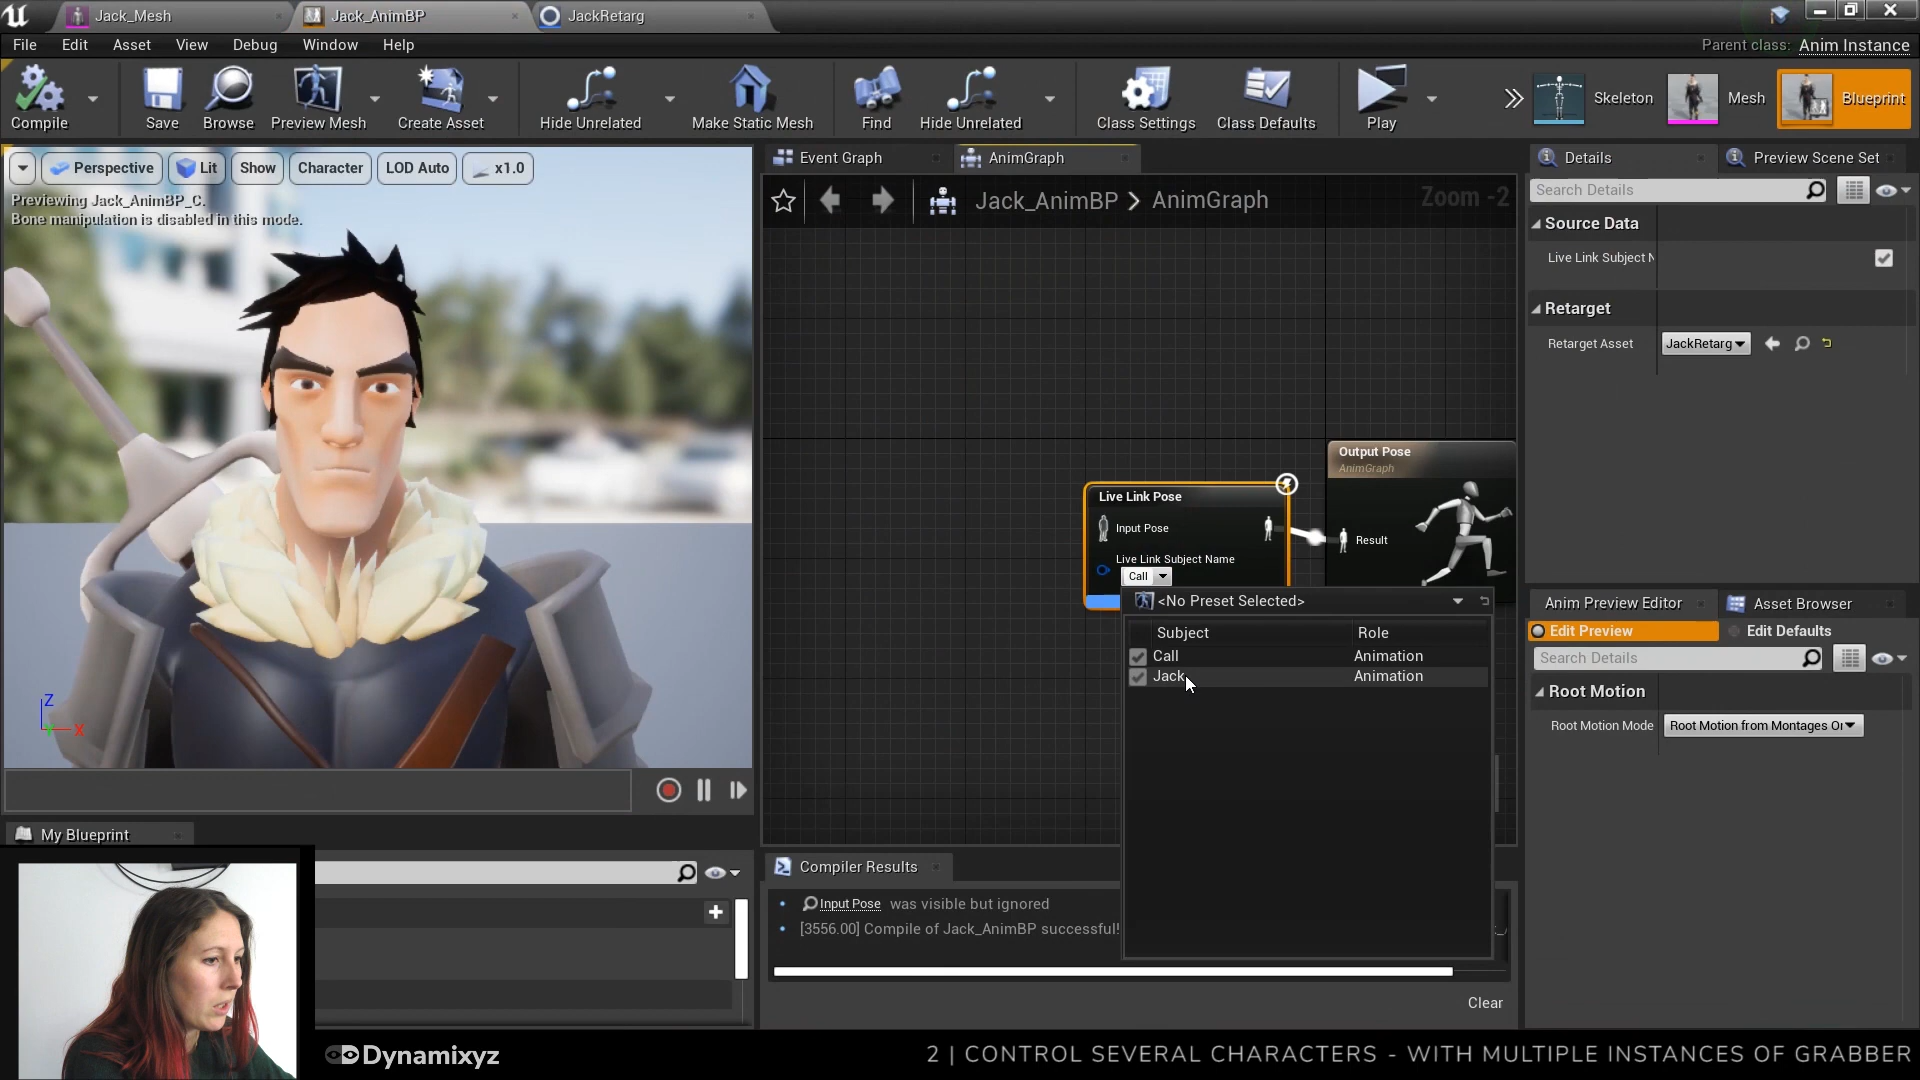 Jack_Mesh
Jack_AnimBP
JackRetarg
File Edit Asset View Debug Window Help
Parent class: Anim Instance
Compile
Save
Browse
Preview Mesh
Create Asset
Hide Unrelated
Make Static Mesh
Find
Hide Unrelated
Class Settings
Class Defaults
Play
Skeleton
Mesh
Blueprint
Perspective
Lit
Show
Character
LOD Auto
x1.0
Previewing Jack_AnimBP_C.
Bone manipulation is disabled in this mode.
Z
X
Event Graph
AnimGraph
Jack_AnimBP > AnimGraph
Zoom -2
Live Link Pose
Input Pose
Live Link Subject Name
Call
Output Pose
AnimGraph
Result
<No Preset Selected>
Subject Role
Call Animation
Jack Animation
Details
Preview Scene Set
Search Details
Source Data
Live Link Subject N
Retarget
Retarget Asset
JackRetarg
Anim Preview Editor
Asset Browser
Edit Preview
Edit Defaults
Search Details
Root Motion
Root Motion Mode
Root Motion from Montages Or
My Blueprint
Compiler Results
Input Pose was visible but ignored
[3556.00] Compile of Jack_AnimBP successful!
Clear
Dynamixyz
2 | CONTROL SEVERAL CHARACTERS - WITH MULTIPLE INSTANCES OF GRABBER